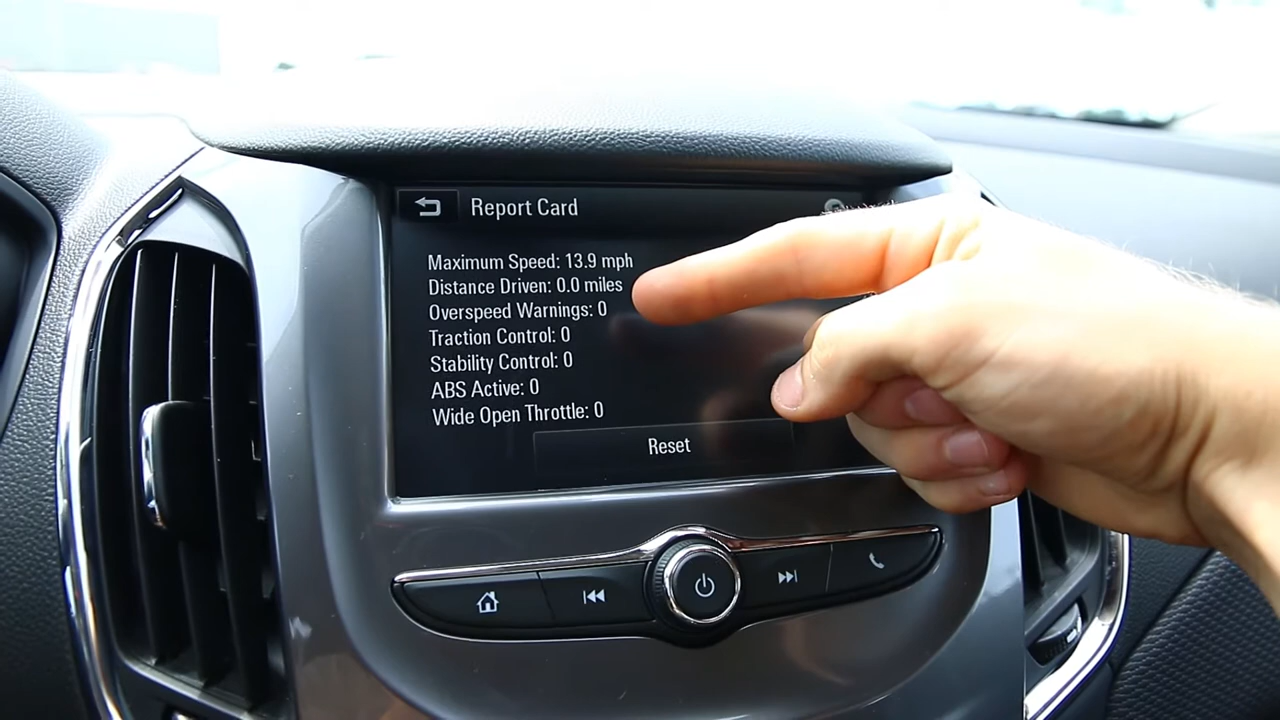 Report Card
Maximum Speed: 13.9 mph
Distance Driven: 0.0 miles
Overspeed Warnings: 0
Traction Control: 0
Stability Control: 0
ABS Active: 0
Wide Open Throttle: 0
Reset